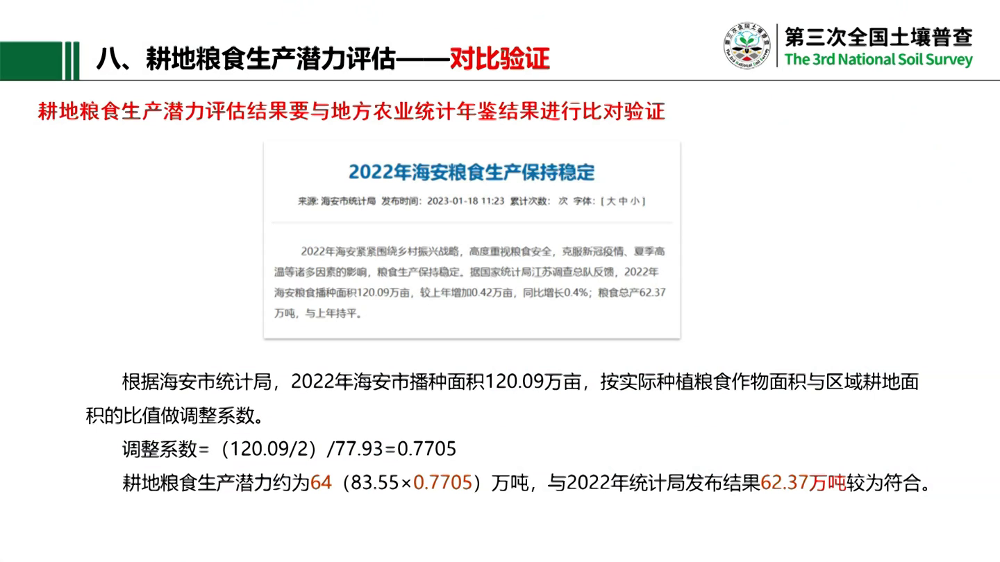 八、耕地粮食生产潜力评估——对比验证
第三次全国土壤普查
The 3rd National Soil Survey
耕地粮食生产潜力评估结果要与地方农业统计年鉴结果进行比对验证
2022年海安粮食生产保持稳定
来源: 海安市统计局 发布时间：2023-01-18 11:23 累计次数： 次 字体：[ 大 中 小 ]
2022年海安紧紧围绕乡村振兴战略，高度重视粮食安全，克服新冠疫情、夏季高
温等诸多因素的影响，粮食生产保持稳定。据国家统计局江苏调查总队反馈，2022年
海安粮食播种面积120.09万亩，较上年增加0.42万亩，同比增长0.4%；粮食总产62.37
万吨，与上年持平。
根据海安市统计局，2022年海安市播种面积120.09万亩，按实际种植粮食作物面积与区域耕地面
积的比值做调整系数。
调整系数=（120.09/2）/77.93=0.7705
耕地粮食生产潜力约为64（83.55×0.7705）万吨，与2022年统计局发布结果62.37万吨较为符合。